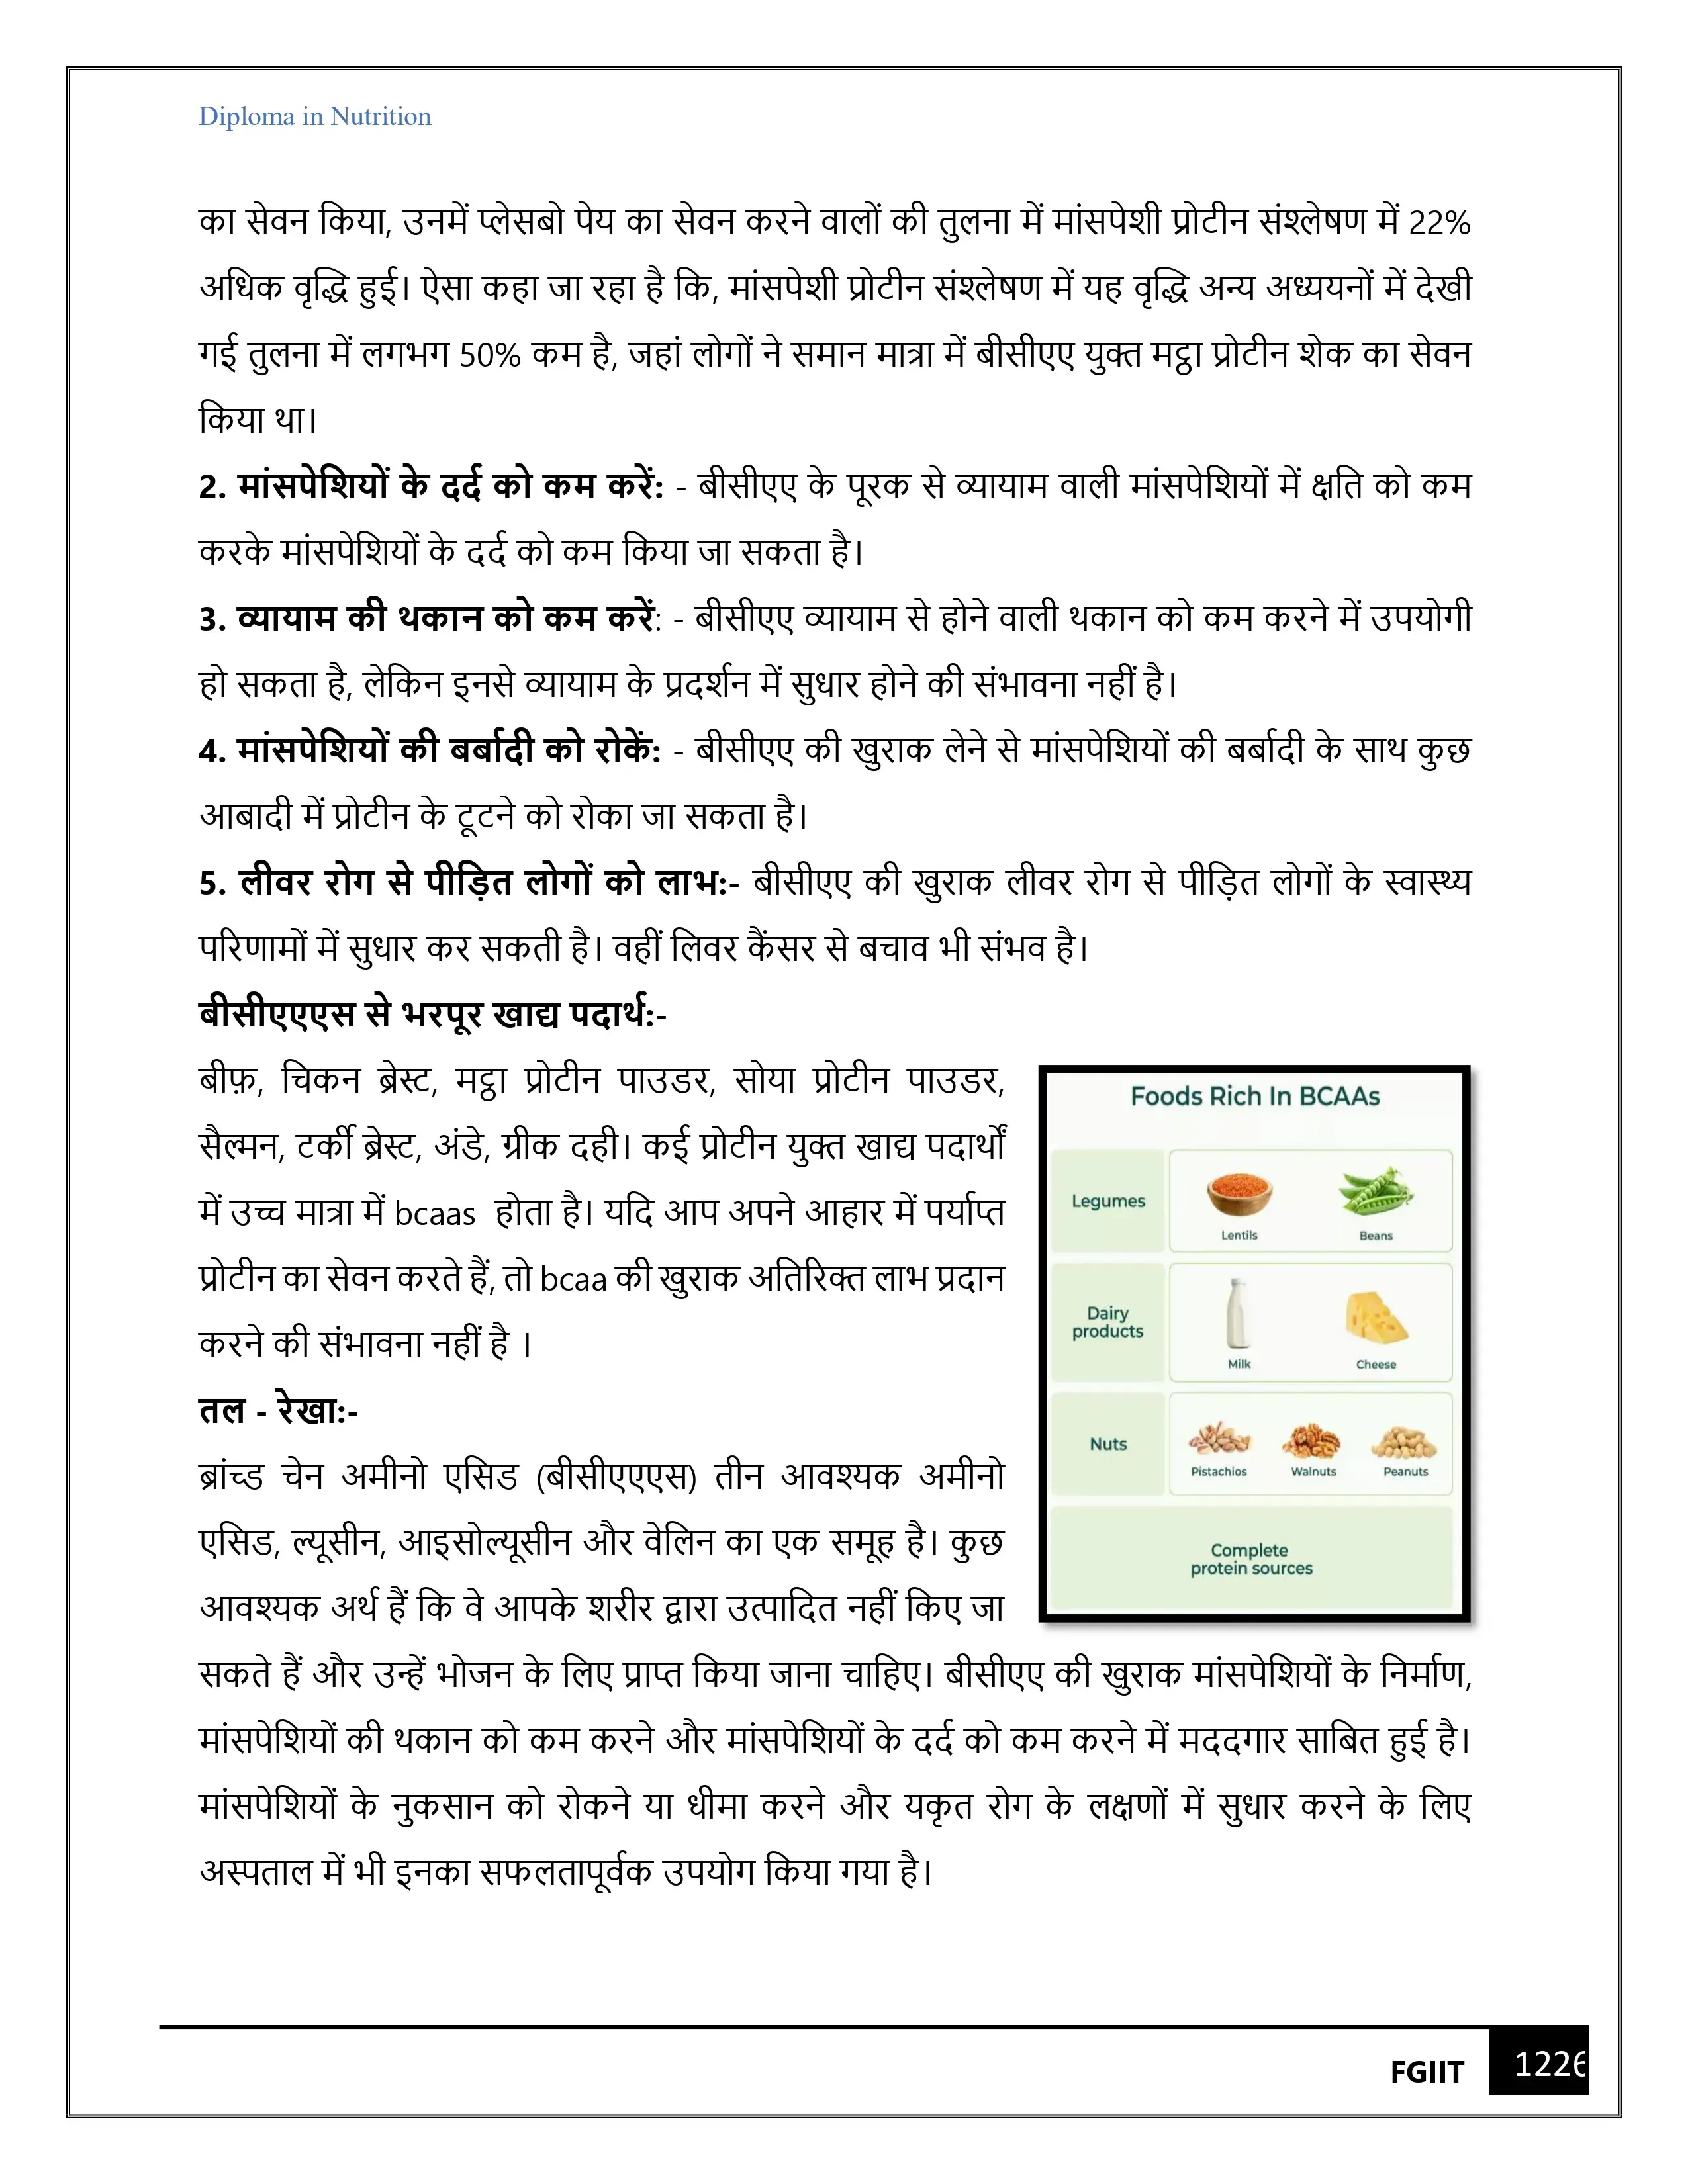 Diploma in Nutrition
का सेवन किया, उनमें प्लेसबो पेय का सेवन करने वालों की तुलना में मांसपेशी प्रोटीन संश्लेषण में 22%
अधिक वृद्धि हुई। ऐसा कहा जा रहा है कि, मांसपेशी प्रोटीन संश्लेषण में यह वृद्धि अन्य अध्ययनों में देखी
गई तुलना में लगभग 50% कम है, जहां लोगों ने समान मात्रा में बीसीएए युक्त मट्ठा प्रोटीन शेक का सेवन
किया था।
2. मांसपेशियों के दर्द को कम करें: - बीसीएए के पूरक से व्यायाम वाली मांसपेशियों में क्षति को कम
करके मांसपेशियों के दर्द को कम किया जा सकता है।
3. व्यायाम की थकान को कम करें: - बीसीएए व्यायाम से होने वाली थकान को कम करने में उपयोगी
हो सकता है, लेकिन इनसे व्यायाम के प्रदर्शन में सुधार होने की संभावना नहीं है।
4. मांसपेशियों की बर्बादी को रोकें: - बीसीएए की खुराक लेने से मांसपेशियों की बर्बादी के साथ कुछ
आबादी में प्रोटीन के टूटने को रोका जा सकता है।
5. लीवर रोग से पीड़ित लोगों को लाभ:- बीसीएए की खुराक लीवर रोग से पीड़ित लोगों के स्वास्थ्य
परिणामों में सुधार कर सकती है। वहीं लिवर कैंसर से बचाव भी संभव है।
बीसीएएएस से भरपूर खाद्य पदार्थ:-
बीफ़, चिकन ब्रेस्ट, मट्ठा प्रोटीन पाउडर, सोया प्रोटीन पाउडर,
सैल्मन, टर्की ब्रेस्ट, अंडे, ग्रीक दही। कई प्रोटीन युक्त खाद्य पदार्थों
में उच्च मात्रा में bcaas होता है। यदि आप अपने आहार में पर्याप्त
प्रोटीन का सेवन करते हैं, तो bcaa की खुराक अतिरिक्त लाभ प्रदान
करने की संभावना नहीं है ।
तल - रेखा:-
ब्रांच्ड चेन अमीनो एसिड (बीसीएएएस) तीन आवश्यक अमीनो
एसिड, ल्यूसीन, आइसोल्यूसीन और वेलिन का एक समूह है। कुछ
आवश्यक अर्थ हैं कि वे आपके शरीर द्वारा उत्पादित नहीं किए जा
सकते हैं और उन्हें भोजन के लिए प्राप्त किया जाना चाहिए। बीसीएए की खुराक मांसपेशियों के निर्माण,
मांसपेशियों की थकान को कम करने और मांसपेशियों के दर्द को कम करने में मददगार साबित हुई है।
मांसपेशियों के नुकसान को रोकने या धीमा करने और यकृत रोग के लक्षणों में सुधार करने के लिए
अस्पताल में भी इनका सफलतापूर्वक उपयोग किया गया है।
Foods Rich In BCAAs
Legumes
Lentils
Beans
Dairy
products
Milk
Cheese
Nuts
Pistachios
Walnuts
Peanuts
Complete
protein sources
FGIIT
1226